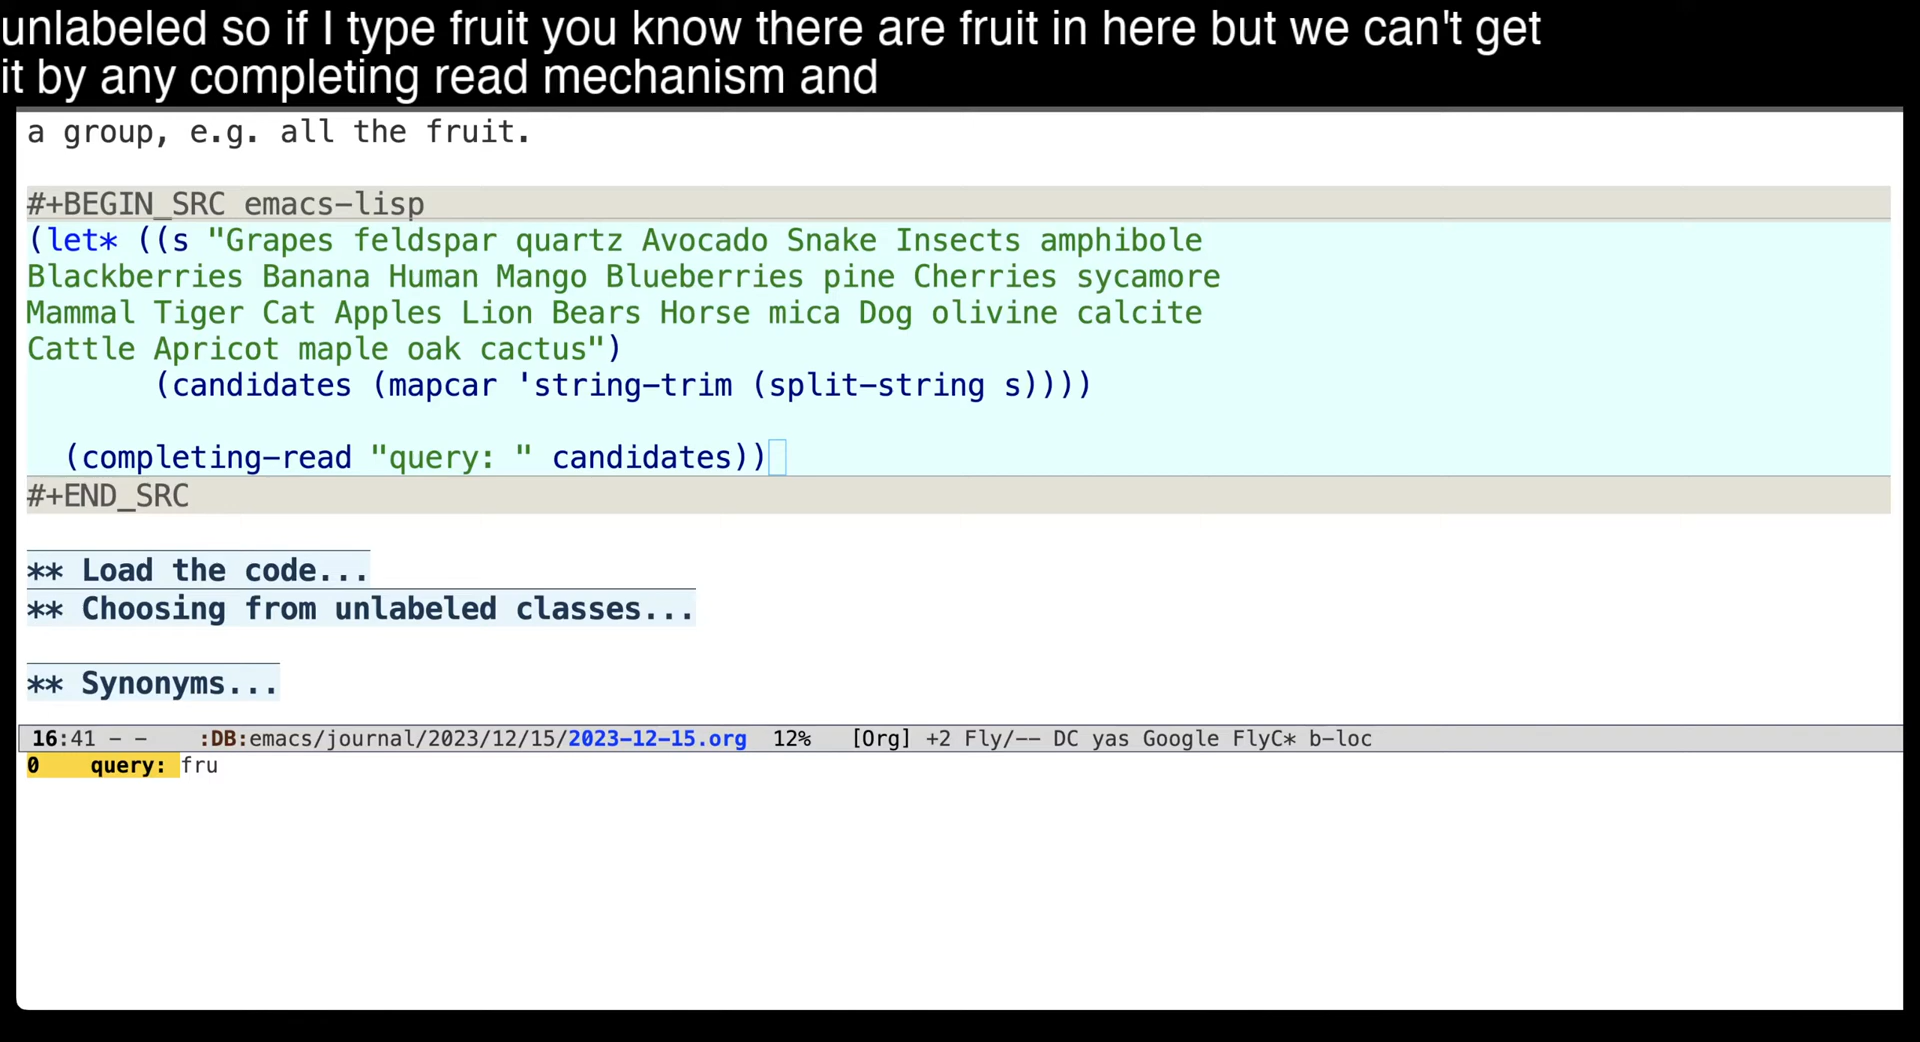 unlabeled so if I type fruit you know there are fruit in here but we can't get
it by any completing read mechanism and
a group, e.g. all the fruit.
#+BEGIN_SRC emacs-lisp
(let* ((s "Grapes feldspar quartz Avocado Snake Insects amphibole
Blackberries Banana Human Mango Blueberries pine Cherries sycamore
Mammal Tiger Cat Apples Lion Bears Horse mica Dog olivine calcite
Cattle Apricot maple oak cactus")
       (candidates (mapcar 'string-trim (split-string s))))
  (completing-read "query: " candidates))
#+END_SRC
** Load the code...
** Choosing from unlabeled classes...
** Synonyms...
16:41 - -    :DB:emacs/journal/2023/12/15/2023-12-15.org  12%   [Org] +2 Fly/-- DC yas Google FlyC* b-loc
0    query: fru